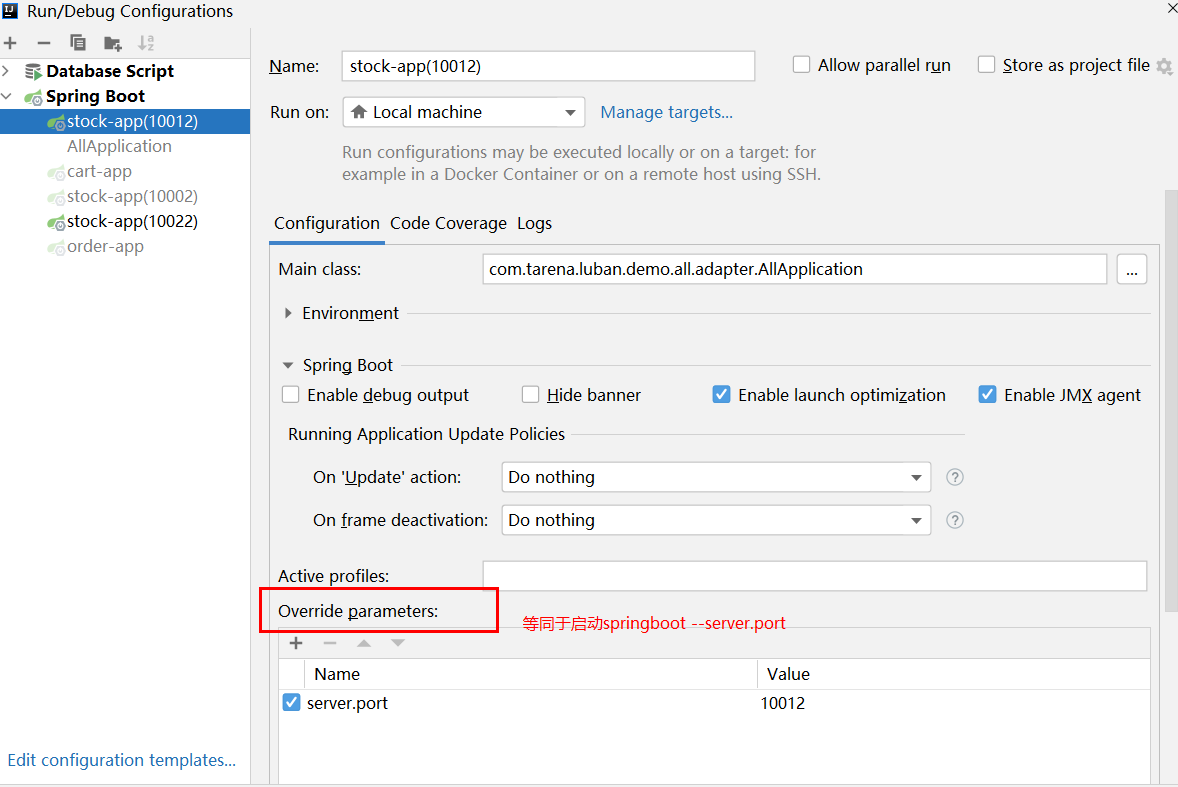 Run/Debug Configurations
Database Script
Spring Boot
stock-app(10012)
AllApplication
cart-app
stock-app(10002)
stock-app(10022)
order-app
Edit configuration templates...
Name: stock-app(10012) Allow parallel run Store as project file
Run on: Local machine Manage targets...
Run configurations may be executed locally or on a target: for
example in a Docker Container or on a remote host using SSH.
Configuration Code Coverage Logs
Main class: com.tarena.luban.demo.all.adapter.AllApplication ...
Environment
Spring Boot
Enable debug output Hide banner Enable launch optimization Enable JMX agent
Running Application Update Policies
On 'Update' action: Do nothing ?
On frame deactivation: Do nothing ?
Active profiles:
Override parameters:
等同于启动springboot --server.port
Name Value
server.port 10012